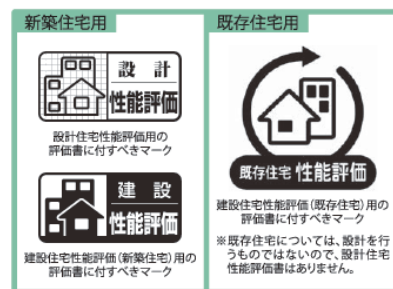 新築住宅用
設計
性能評価
設計住宅性能評価用の
評価書に付すべきマーク
建設
性能評価
建設住宅性能評価(新築住宅)用の
評価書に付すべきマーク
既存住宅用
既存住宅 性能評価
建設住宅性能評価(既存住宅)用の
評価書に付すべきマーク
※既存住宅については、設計を行
うものではないので、設計住宅
性能評価書はありません。